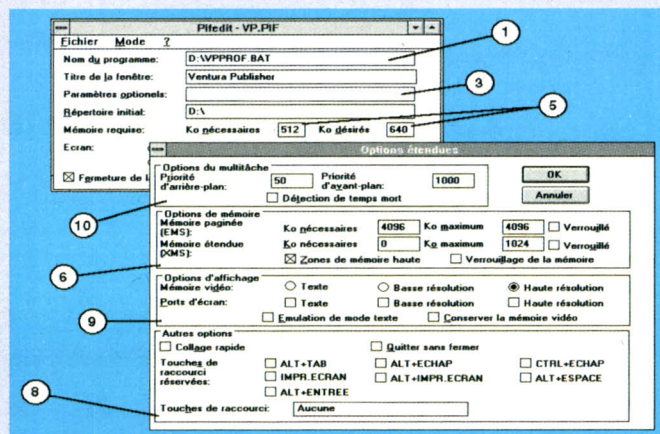 Pifedit - VP.PIF
Fichier Mode ?
Nom du programme: D:\VPPROF.BAT
Titre de la fenêtre: Ventura Publisher
Paramètres optionels:
Répertoire initial: D:\
Mémoire requise: Ko nécessaires 512 Ko désirés 640
Ecran:
Fermeture de la
1
3
5
Options étendues
Options du multitâche
Priorité d'arrière-plan: 50 Priorité d'avant-plan: 1000
Détection de temps mort
OK
Annuler
10
Options de mémoire
Mémoire paginée (EMS): Ko nécessaires 4096 Ko maximum 4096 Verrouillé
Mémoire étendue (XMS): Ko nécessaires 0 Ko maximum 1024 Verrouillé
Zones de mémoire haute Verrouillage de la mémoire
6
Options d'affichage
Mémoire vidéo: Texte Basse résolution Haute résolution
Ports d'écran: Texte Basse résolution Haute résolution
Emulation de mode texte Conserver la mémoire vidéo
9
Autres options
Collage rapide Quitter sans fermer
Touches de raccourci réservées: ALT+TAB ALT+ECHAP CTRL+ECHAP
IMPR.ECRAN ALT+IMPR.ECRAN ALT+ESPACE
ALT+ENTREE
Touches de raccourci: Aucune
8